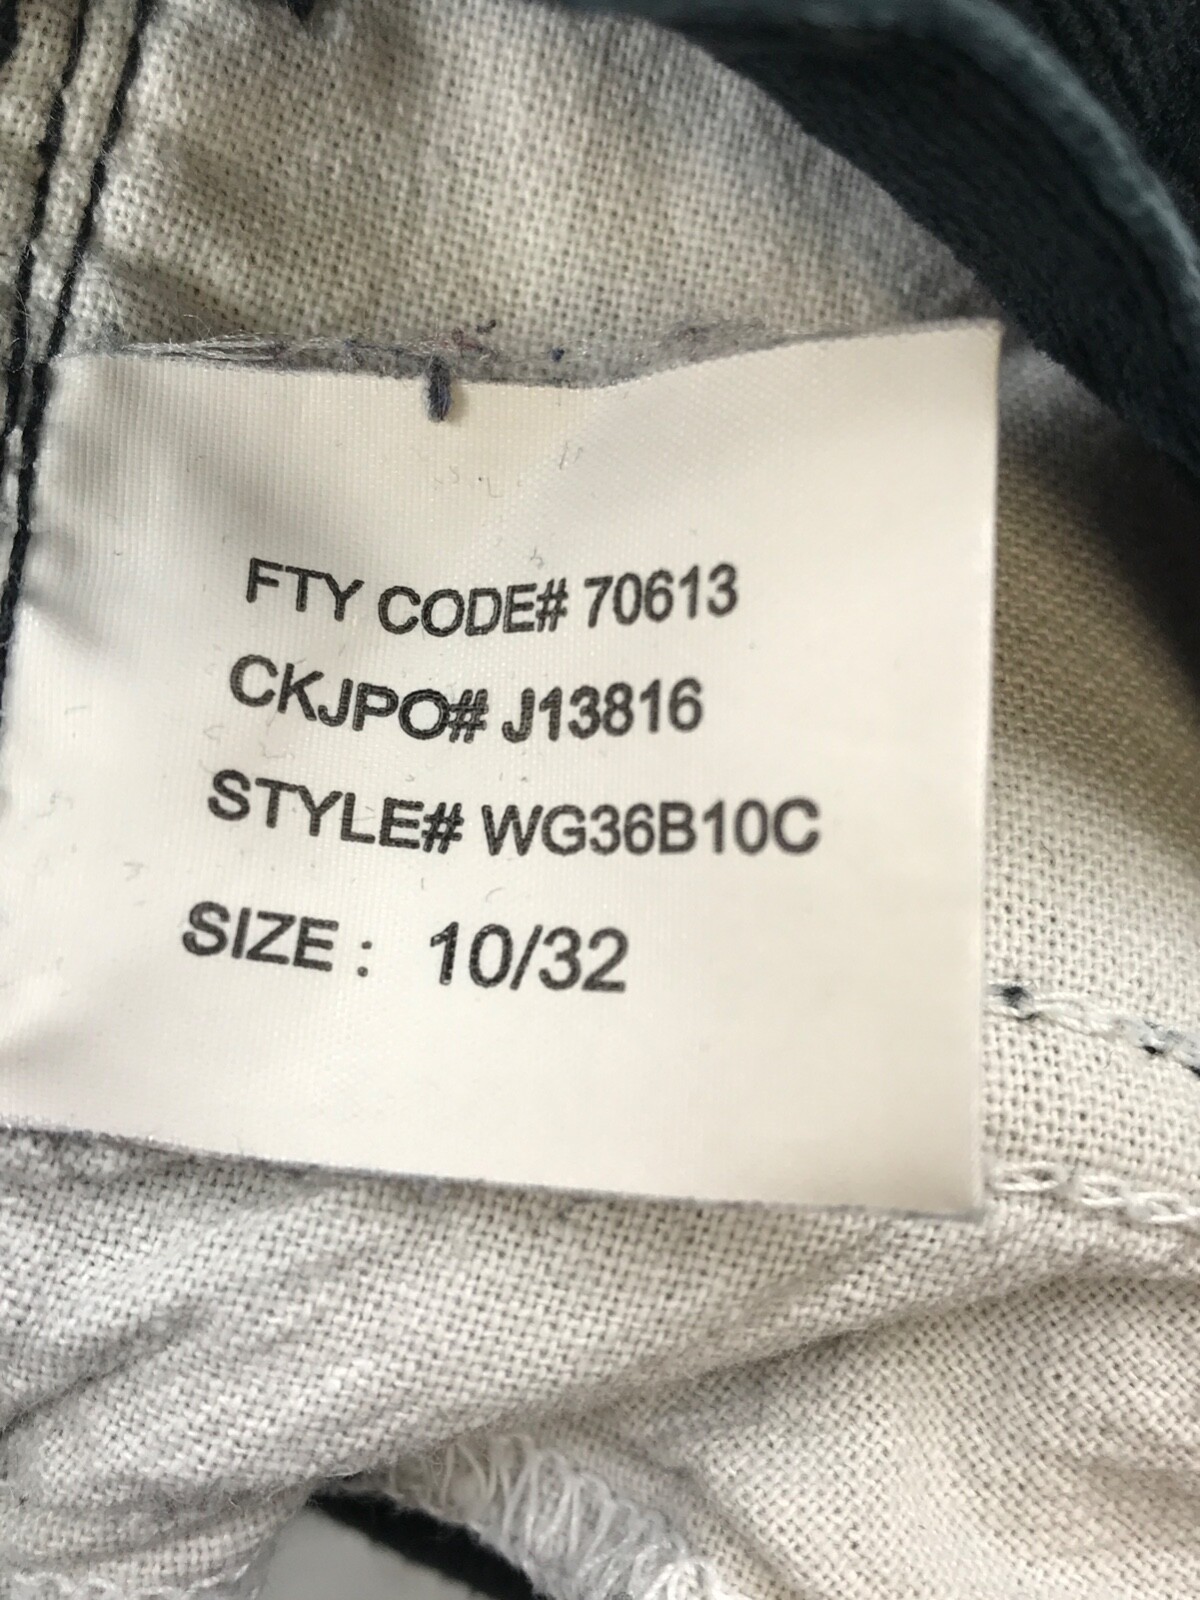 FTY CODE# 70613
CKJPO# J13816
STYLE# WG36B10C
SIZE : 10/32